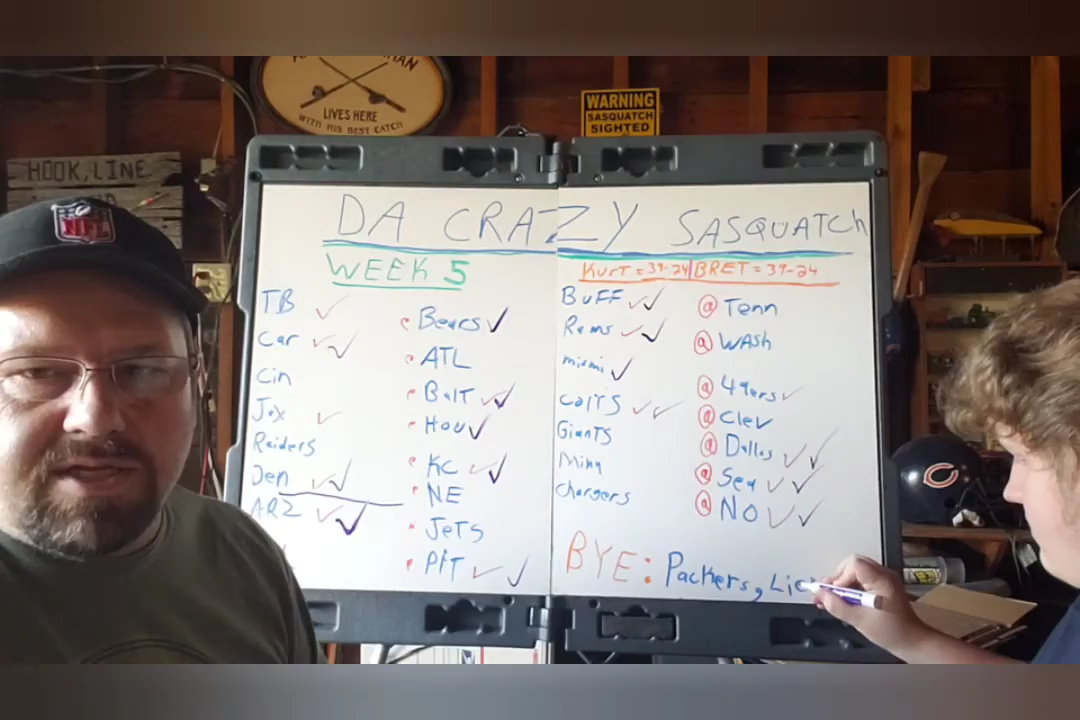 LIVES HERE
WITH HIS BEST CATCH
WARNING
SASQUATCH
SIGHTED
HOOK, LINE
NFL
DA CRAZY SASQUATCH
WEEK 5
KURT = 39-24 BRET = 39-24
TB Bears
Car ATL
Cin Balt
Jax Hou
Raiders KC
Den NE
ARZ JETS
PIT
BUFF @ Tenn
Rams @ WASH
miami @ 49ers
COLTS @ Clev
Giants @ Dallas
Minn @ Sea
Chargers @ NO
BYE: Packers, Lio